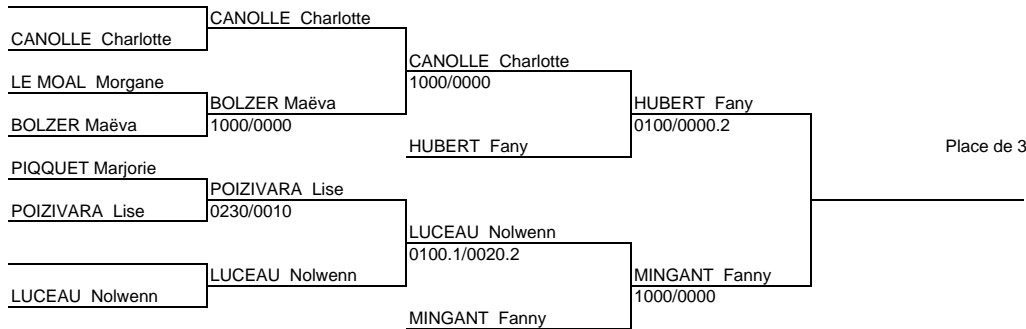 CANOLLE Charlotte
CANOLLE Charlotte
CANOLLE Charlotte
1000/0000
LE MOAL Morgane
BOLZER Maëva
1000/0000
BOLZER Maëva
HUBERT Fany
0100/0000.2
HUBERT Fany
Place de 3
PIQQUET Marjorie
POIZIVARA Lise
0230/0010
POIZIVARA Lise
LUCEAU Nolwenn
0100.1/0020.2
LUCEAU Nolwenn
LUCEAU Nolwenn
MINGANT Fanny
1000/0000
MINGANT Fanny